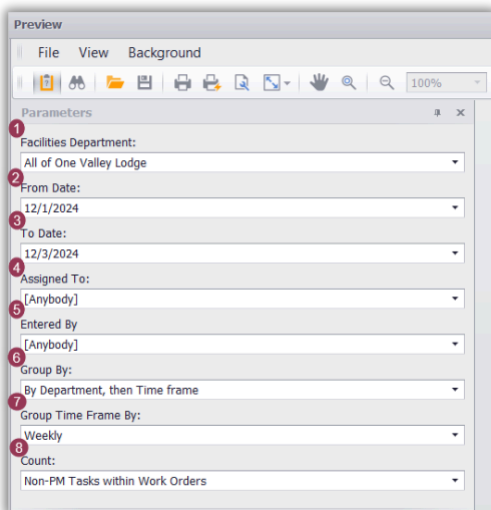 Preview
File View Background
100%
Parameters
1
Facilities Department:
All of One Valley Lodge
2
From Date:
12/1/2024
3
To Date:
12/3/2024
4
Assigned To:
[Anybody]
5
Entered By
[Anybody]
6
Group By:
By Department, then Time frame
7
Group Time Frame By:
Weekly
8
Count:
Non-PM Tasks within Work Orders